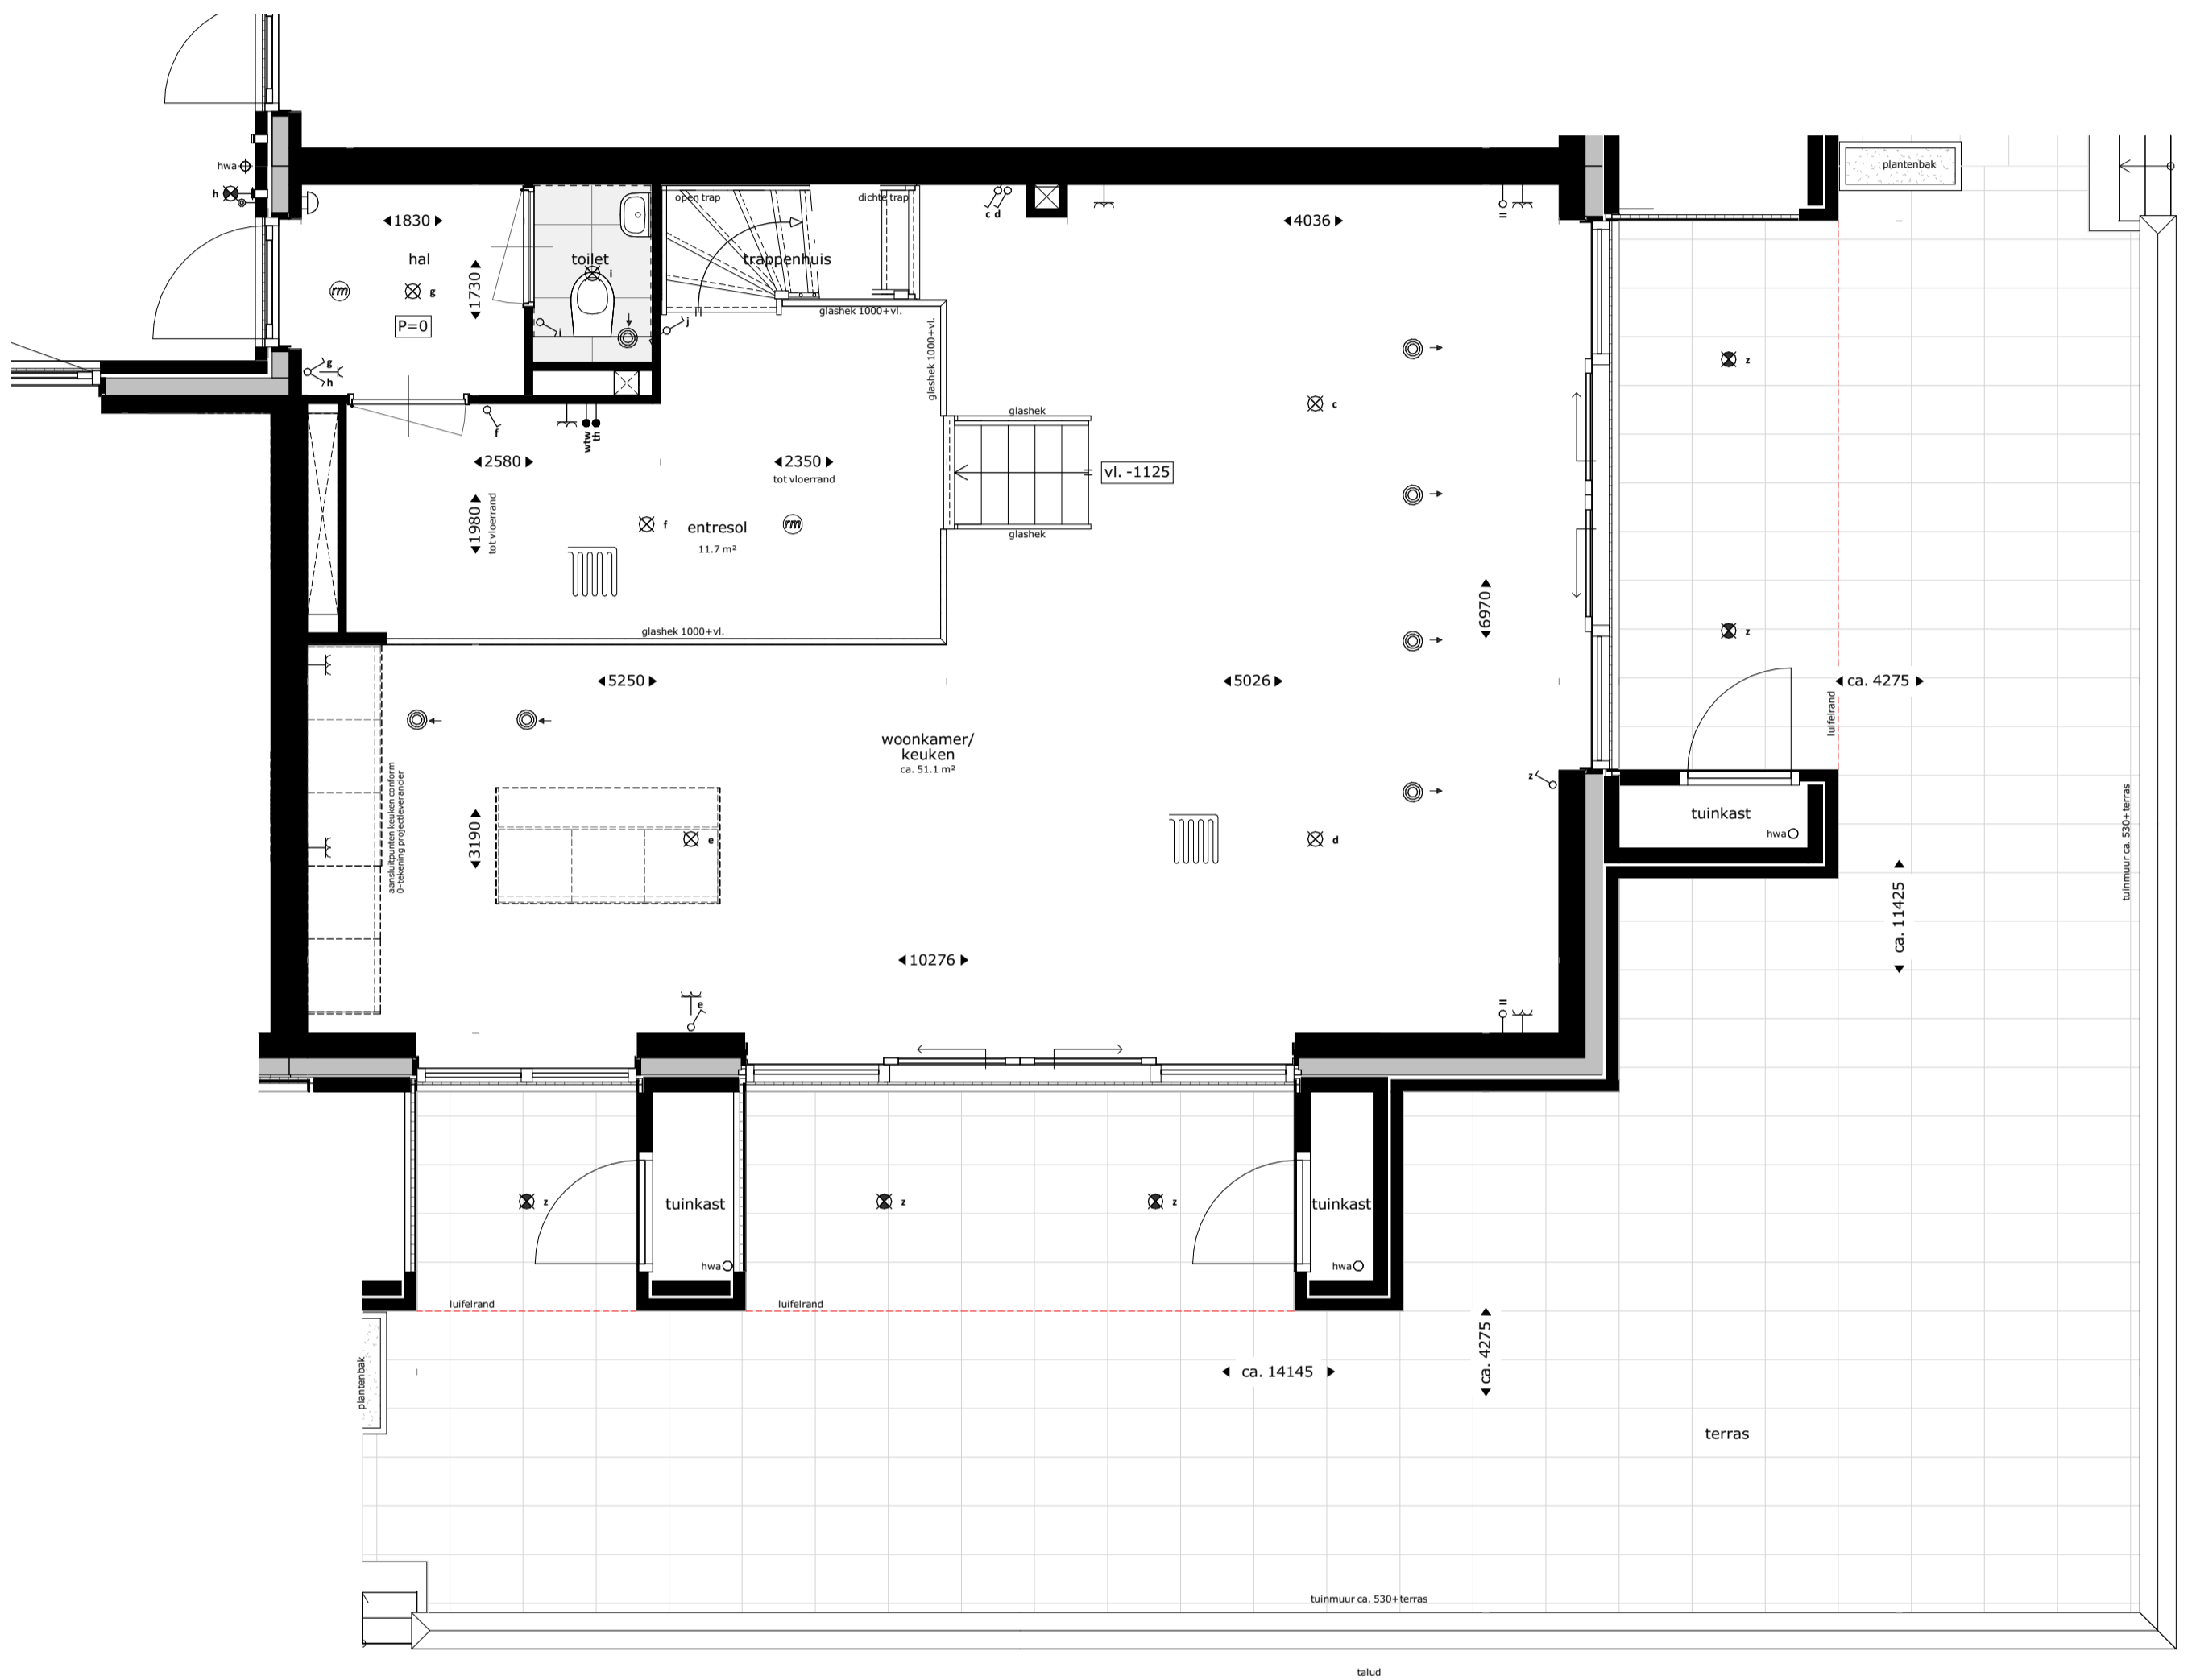 plantenbak
hwa
h
open trap
dichte trap
c d
=
1830
4036
hal
toilet
trappenhuis
i
rm
g
1730
P=0
i
j
glashek 1000+vl.
glashek 1000+vl.
z
g
h
c
f
wtw
th
glashek
2580
2350
tot vloerrand
vl. -1125
1980
tot vloerrand
f
entresol
rm
11.7 m²
glashek
6970
glashek 1000+vl.
z
5250
5026
ca. 4275
luifelrand
woonkamer/
keuken
ca. 51.1 m²
aansluitpunten keuken conform
0-tekening projectleverancier
z
tuinkast
hwa
3190
e
d
tuinmuur ca. 530+terras
ca. 11425
10276
e
=
z
z
z
tuinkast
tuinkast
hwa
hwa
luifelrand
luifelrand
plantenbak
ca. 14145
ca. 4275
terras
tuinmuur ca. 530+terras
talud